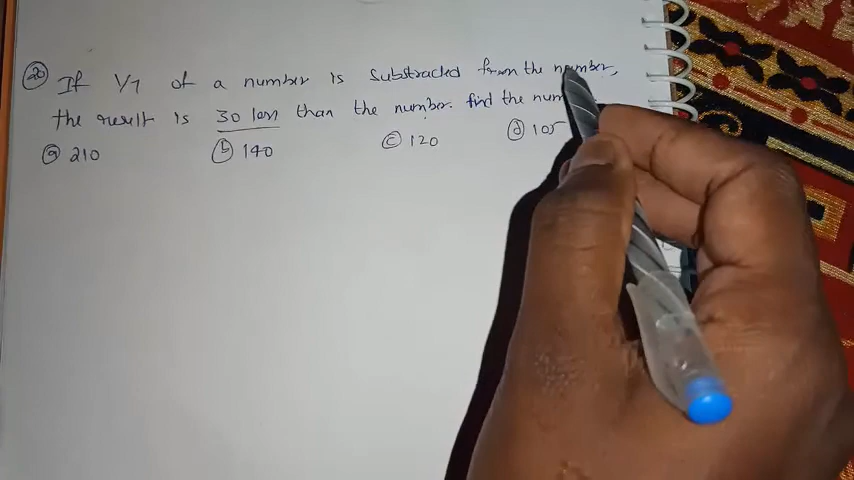 20 If 1/7 of a number is Substracted from the number,
the result is 30 less than the number. find the num
a 210 b 140 c 120 d 105